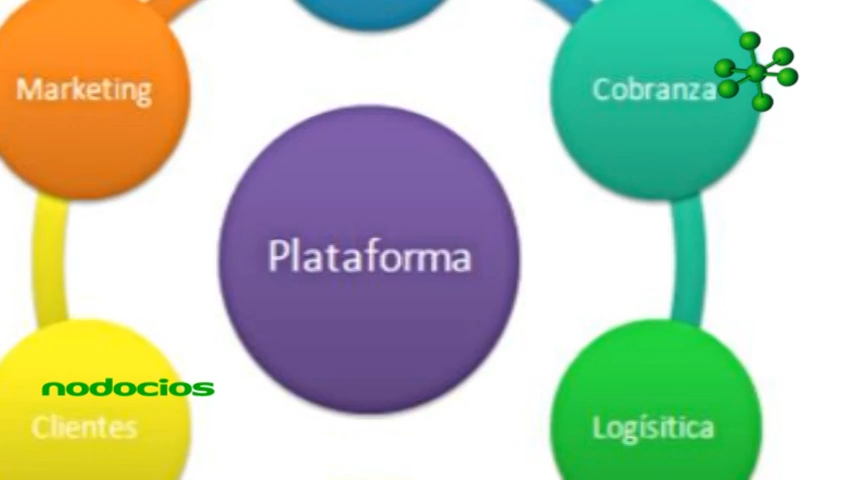 Marketing
Cobranza
Plataforma
nodocios
Clientes
Logísitica